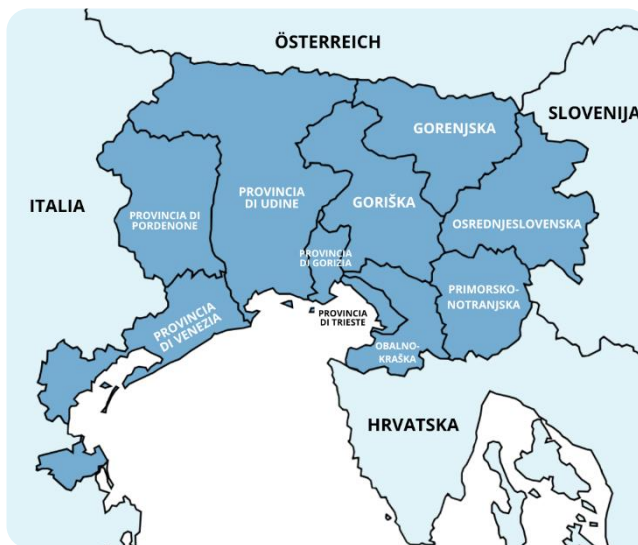 ÖSTERREICH
SLOVENIJA
GORENJSKA
ITALIA
PROVINCIA
DI UDINE
GORIŠKA
PROVINCIA DI
PORDENONE
OSREDNJESLOVENSKA
PROVINCIA
DI GORIZIA
PRIMORSKO-
NOTRANJSKA
PROVINCIA
DI VENEZIA
PROVINCIA
DI TRIESTE
OBALNO-
KRAŠKA
HRVATSKA